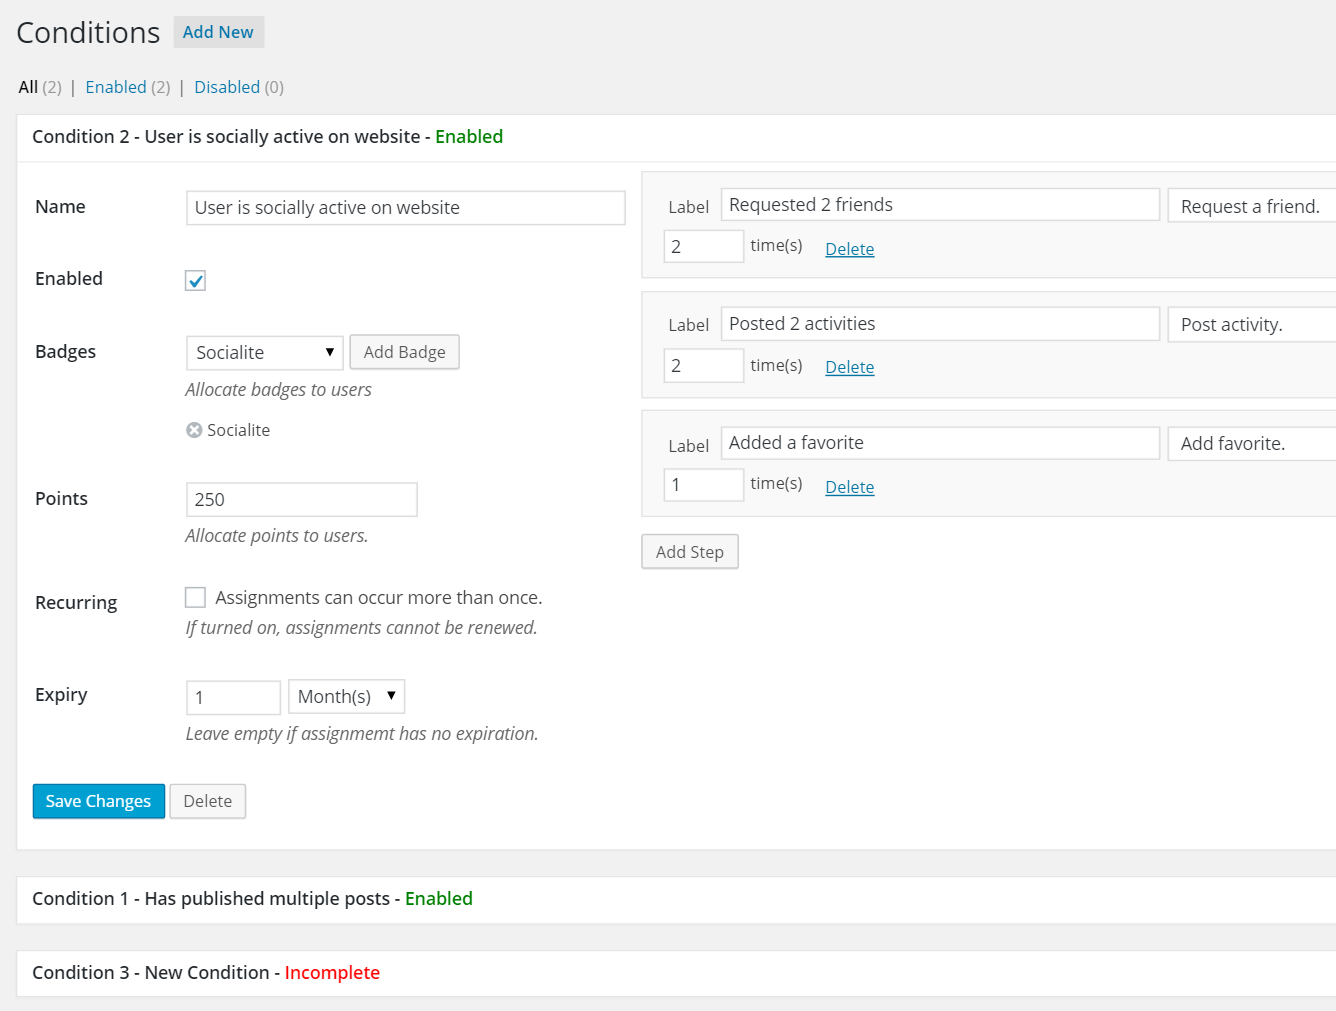 Conditions Add New
All (2) | Enabled (2) | Disabled (0)
Condition 2 - User is socially active on website - Enabled
Name User is socially active on website
Enabled
Badges Socialite Add Badge
Allocate badges to users
Socialite
Points 250
Allocate points to users.
Recurring Assignments can occur more than once.
If turned on, assignments cannot be renewed.
Expiry 1 Month(s)
Leave empty if assignmemt has no expiration.
Save Changes Delete
Label Requested 2 friends Request a friend.
2 time(s) Delete
Label Posted 2 activities Post activity.
2 time(s) Delete
Label Added a favorite Add favorite.
1 time(s) Delete
Add Step
Condition 1 - Has published multiple posts - Enabled
Condition 3 - New Condition - Incomplete